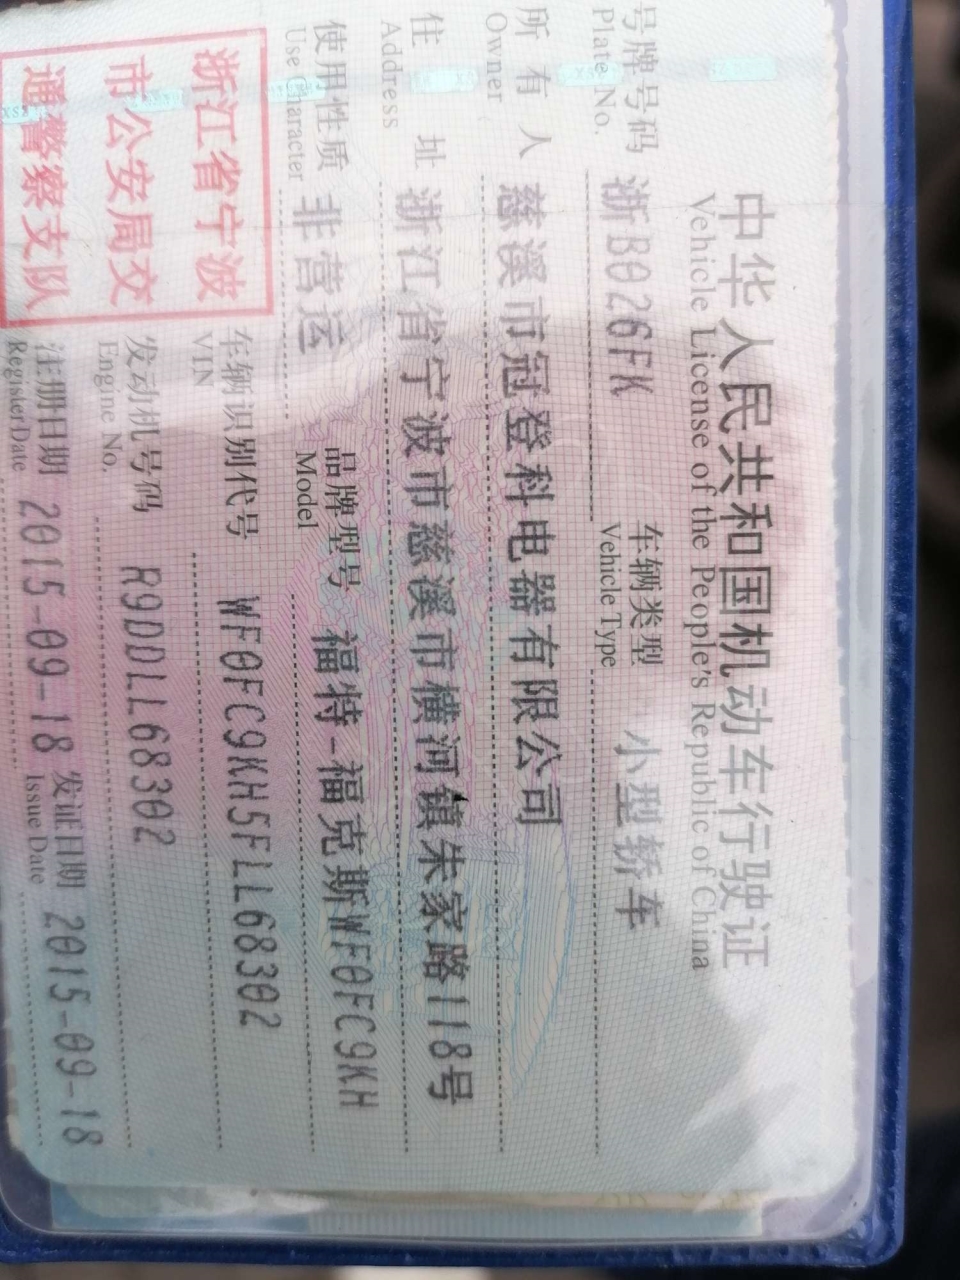 中华人民共和国机动车行驶证
Vehicle License of the People's Republic of China
号牌号码 浙B026FK 车辆类型 小型轿车
Plate No. Vehicle Type
所有人 慈溪市冠登科电器有限公司
Owner
住址 浙江省宁波市慈溪市横河镇朱家路118号
Address
使用性质 非营运 品牌型号 福特-福克斯WF0FC9KH
Use Character Model
浙江省宁波
市公安局交
通警察支队
车辆识别代号 WF0FC9KH5FLL68302
VIN
发动机号码 R9DDLL68302
Engine No.
注册日期 2015-09-18 发证日期 2015-09-18
Register Date Issue Date